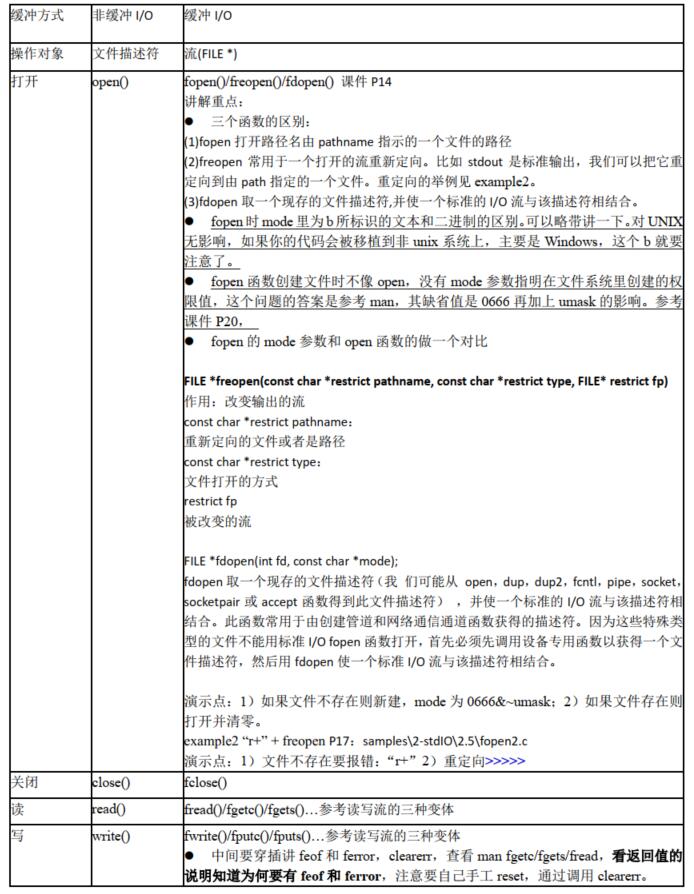 缓冲方式 非缓冲 I/O 缓冲 I/O
操作对象 文件描述符 流(FILE *)
打开 open() fopen()/freopen()/fdopen() 课件 P14
讲解重点：
● 三个函数的区别：
(1)fopen 打开路径名由 pathname 指示的一个文件的路径
(2)freopen 常用于一个打开的流重新定向。比如 stdout 是标准输出，我们可以把它重
定向到由 path 指定的一个文件。重定向的举例见 example2。
(3)fdopen 取一个现存的文件描述符,并使一个标准的 I/O 流与该描述符相结合。
● fopen 时 mode 里为 b 所标识的文本和二进制的区别。可以略带讲一下。对 UNIX
无影响，如果你的代码会被移植到非 unix 系统上，主要是 Windows，这个 b 就要
注意了。
● fopen 函数创建文件时不像 open，没有 mode 参数指明在文件系统里创建的权
限值，这个问题的答案是参考 man，其缺省值是 0666 再加上 umask 的影响。参考
课件 P20，
● fopen 的 mode 参数和 open 函数的做一个对比
FILE *freopen(const char *restrict pathname, const char *restrict type, FILE* restrict fp)
作用：改变输出的流
const char *restrict pathname：
重新定向的文件或者是路径
const char *restrict type：
文件打开的方式
restrict fp
被改变的流
FILE *fdopen(int fd, const char *mode);
fdopen 取一个现存的文件描述符（我 们可能从 open，dup，dup2，fcntl，pipe，socket，
socketpair 或 accept 函数得到此文件描述符），并使一个标准的 I/O 流与该描述符相
结合。此函数常用于由创建管道和网络通信通道函数获得的描述符。因为这些特殊类
型的文件不能用标准 I/O fopen 函数打开，首先必须先调用设备专用函数以获得一个文
件描述符，然后用 fdopen 使一个标准 I/O 流与该描述符相结合。
演示点：1）如果文件不存在则新建，mode 为 0666&~umask；2）如果文件存在则
打开并清零。
example2 “r+” + freopen P17：samples\2-stdIO\2.5\fopen2.c
演示点：1）文件不存在要报错：“r+” 2）重定向>>>>>
关闭 close() fclose()
读 read() fread()/fgetc()/fgets()…参考读写流的三种变体
写 write() fwrite()/fputc()/fputs()…参考读写流的三种变体
● 中间要穿插讲 feof 和 ferror，clearerr，查看 man fgetc/fgets/fread，看返回值的
说明知道为何要有 feof 和 ferror，注意要自己手工 reset，通过调用 clearerr。